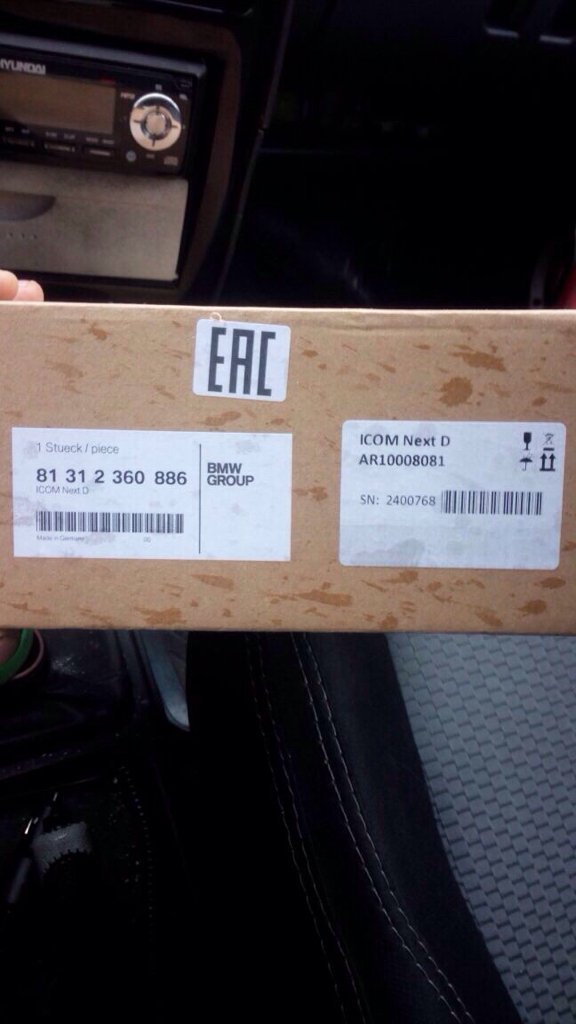 HYUNDAI
EAC
1 Stueck / piece
81 31 2 360 886
ICOM Next D
Made in Germany
00
BMW
GROUP
ICOM Next D
AR10008081
SN: 2400768